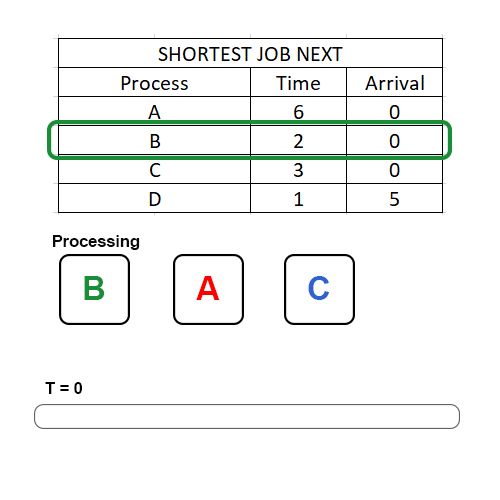 SHORTEST JOB NEXT
Process Time Arrival
A 6 0
B 2 0
C 3 0
D 1 5
Processing
B A C
T = 0